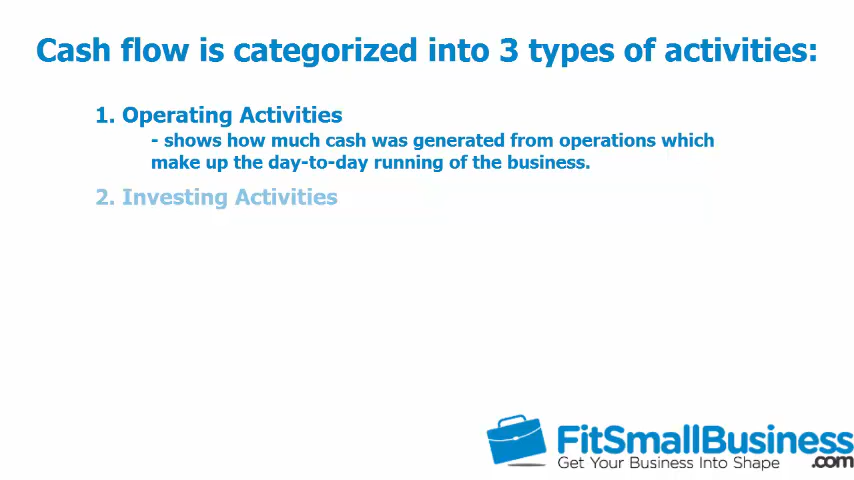 Cash flow is categorized into 3 types of activities:
1. Operating Activities
- shows how much cash was generated from operations which
make up the day-to-day running of the business.
2. Investing Activities
FitSmallBusiness
.com
Get Your Business Into Shape